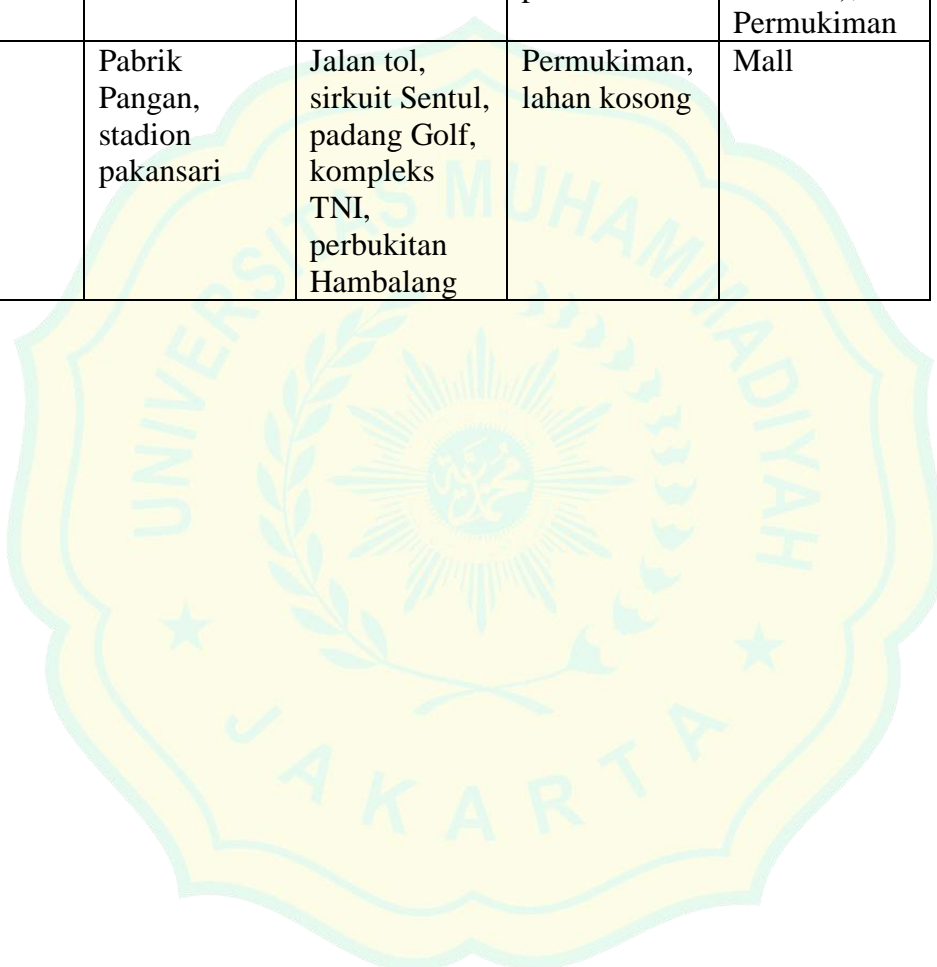 Permukiman
Pabrik
Pangan,
stadion
pakansari
Jalan tol,
sirkuit Sentul,
padang Golf,
kompleks
TNI,
perbukitan
Hambalang
Permukiman,
lahan kosong
Mall
UNIVERSITAS MUHAMMADIYAH
JAKARTA